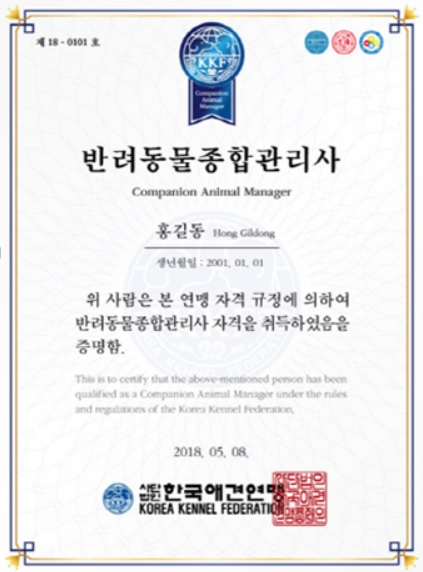 제 18 - 0101 호
KKF
Companion
Animal
Manager
반려동물종합관리사
Companion Animal Manager
홍길동 Hong Gildong
생년월일 : 2001. 01. 01
위 사람은 본 연맹 자격 규정에 의하여
반려동물종합관리사 자격을 취득하였음을
증명함.
This is to certify that the above-mentioned person has been
qualified as a Companion Animal Manager under the rules
and regulations of the Korea Kennel Federation.
2018. 05. 08.
사단법인 한국애견연맹
KOREA KENNEL FEDERATION